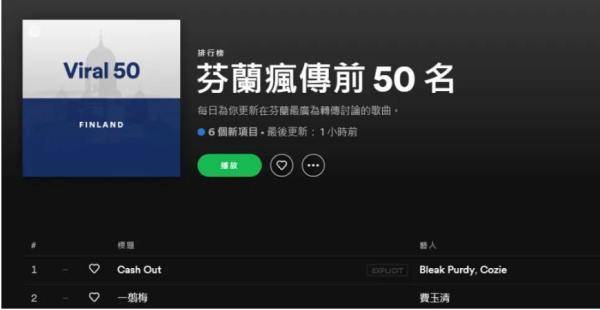 Viral 50
FINLAND
排行榜
芬蘭瘋傳前 50 名
每日為你更新在芬蘭最廣為轉傳討論的歌曲。
6 個新項目 • 最後更新：1 小時前
播放
# 標題 藝人
1 – Cash Out EXPLICIT Bleak Purdy, Cozie
2 – 一翦梅 費玉清